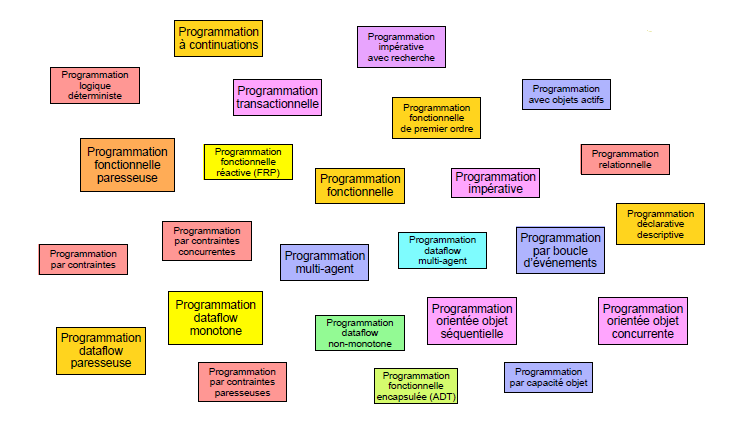 Programmation
à continuations
Programmation
impérative
avec recherche
Programmation
logique
déterministe
Programmation
transactionnelle
Programmation
avec objets actifs
Programmation
fonctionnelle
de premier ordre
Programmation
fonctionnelle
paresseuse
Programmation
fonctionnelle
réactive (FRP)
Programmation
relationnelle
Programmation
fonctionnelle
Programmation
impérative
Programmation
déclarative
descriptive
Programmation
par contraintes
concurrentes
Programmation
par contraintes
Programmation
multi-agent
Programmation
dataflow
multi-agent
Programmation
par boucle
d'événements
Programmation
dataflow
monotone
Programmation
orientée objet
séquentielle
Programmation
orientée objet
concurrente
Programmation
dataflow
paresseuse
Programmation
dataflow
non-monotone
Programmation
par contraintes
paresseuses
Programmation
fonctionnelle
encapsulée (ADT)
Programmation
par capacité objet